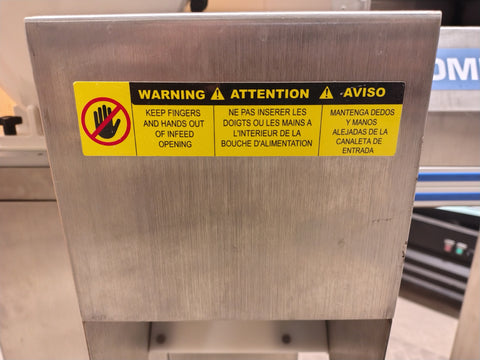 WARNING ⚠ ATTENTION ⚠ AVISO
KEEP FINGERS
AND HANDS OUT
OF INFEED
OPENING
NE PAS INSERER LES
DOIGTS OU LES MAINS A
L'INTERIEUR DE LA
BOUCHE D'ALIMENTATION
MANTENGA DEDOS
Y MANOS
ALEJADAS DE LA
CANALETA DE
ENTRADA
OM